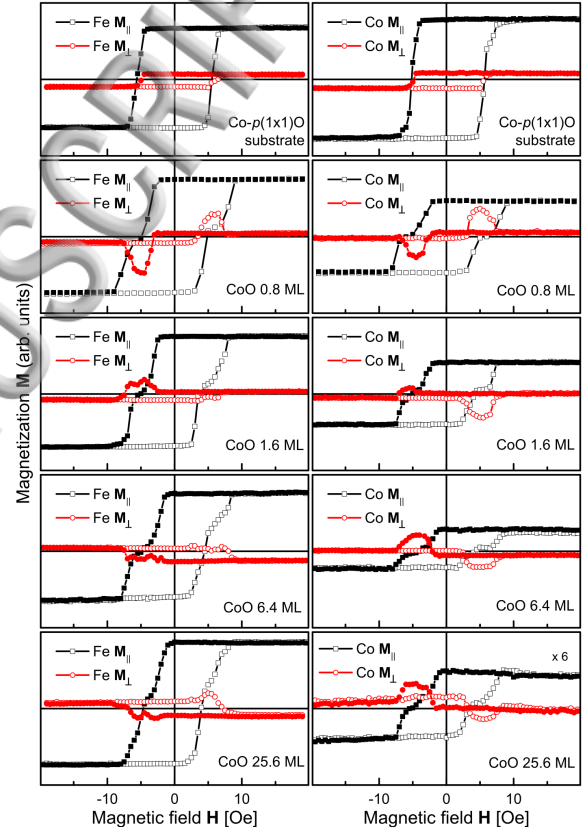 Fe M||
Fe M⊥
Co-p(1x1)O
substrate
Co M||
Co M⊥
Co-p(1x1)O
substrate
Fe M||
Fe M⊥
CoO 0.8 ML
Co M||
Co M⊥
CoO 0.8 ML
Fe M||
Fe M⊥
CoO 1.6 ML
Co M||
Co M⊥
CoO 1.6 ML
Fe M||
Fe M⊥
CoO 6.4 ML
Co M||
Co M⊥
CoO 6.4 ML
Fe M||
Fe M⊥
CoO 25.6 ML
Co M||
Co M⊥
x 6
CoO 25.6 ML
Magnetization M (arb. units)
-10 0 10
-10 0 10
Magnetic field H [Oe]
Magnetic field H [Oe]
USCRIP